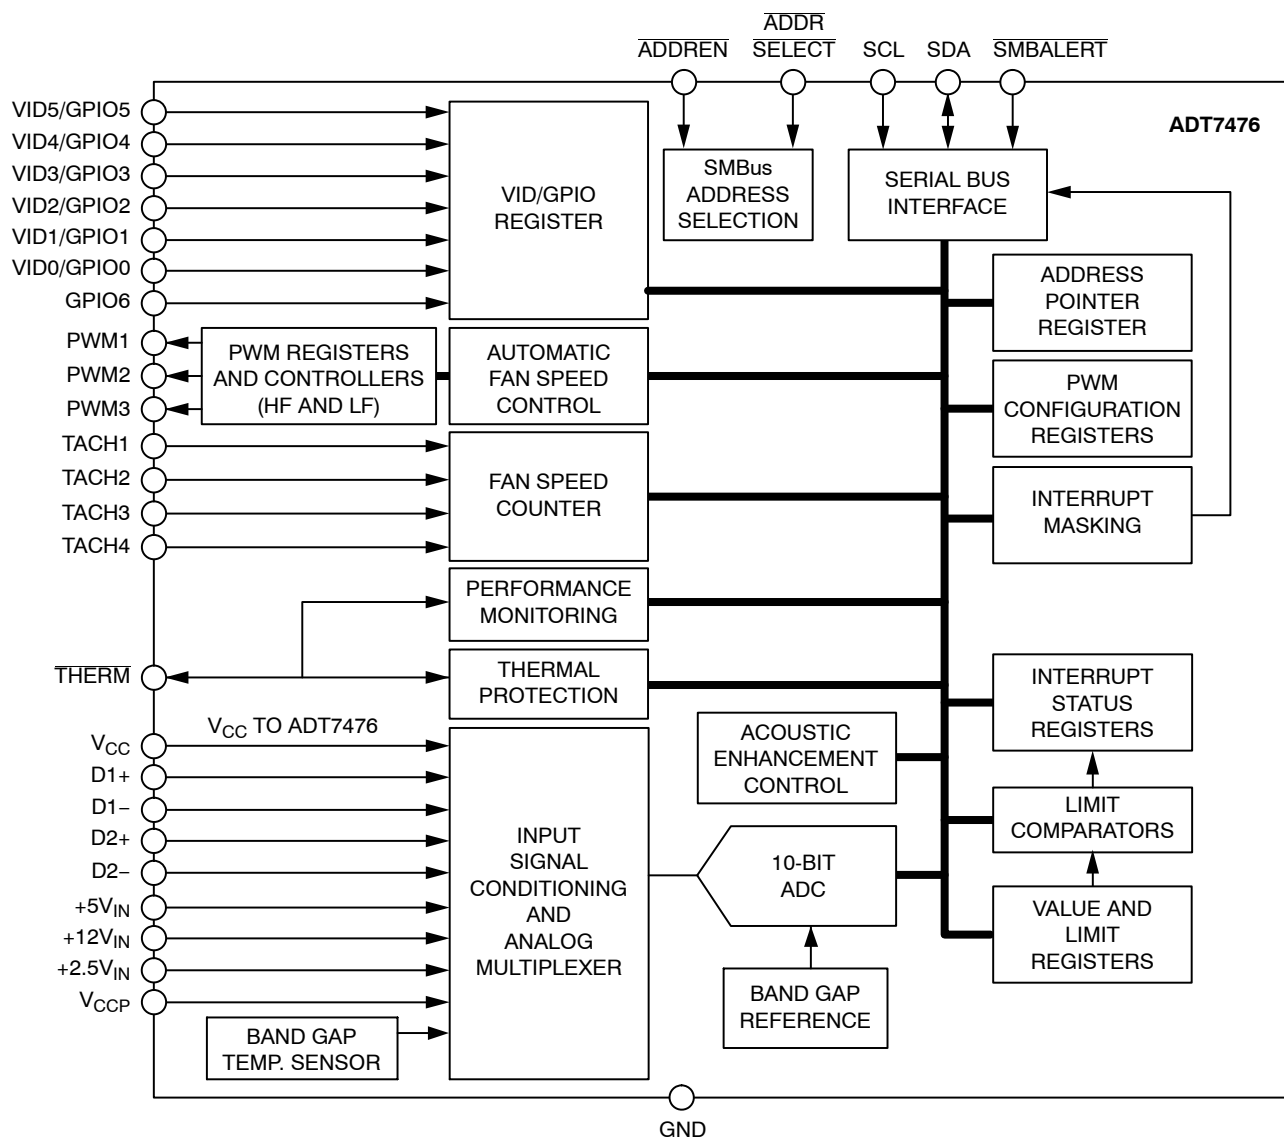 ADDREN
ADDR
SELECT
SCL
SDA
SMBALERT
ADT7476
VID5/GPIO5
VID4/GPIO4
VID3/GPIO3
VID2/GPIO2
VID1/GPIO1
VID0/GPIO0
GPIO6
VID/GPIO
REGISTER
SMBus
ADDRESS
SELECTION
SERIAL BUS
INTERFACE
ADDRESS
POINTER
REGISTER
PWM1
PWM2
PWM3
PWM REGISTERS
AND CONTROLLERS
(HF AND LF)
AUTOMATIC
FAN SPEED
CONTROL
PWM
CONFIGURATION
REGISTERS
TACH1
TACH2
TACH3
TACH4
FAN SPEED
COUNTER
INTERRUPT
MASKING
PERFORMANCE
MONITORING
THERM
THERMAL
PROTECTION
INTERRUPT
STATUS
REGISTERS
VCC TO ADT7476
VCC
D1+
D1−
D2+
D2−
+5VIN
+12VIN
+2.5VIN
VCCP
INPUT
SIGNAL
CONDITIONING
AND
ANALOG
MULTIPLEXER
ACOUSTIC
ENHANCEMENT
CONTROL
LIMIT
COMPARATORS
10-BIT
ADC
VALUE AND
LIMIT
REGISTERS
BAND GAP
REFERENCE
BAND GAP
TEMP. SENSOR
GND